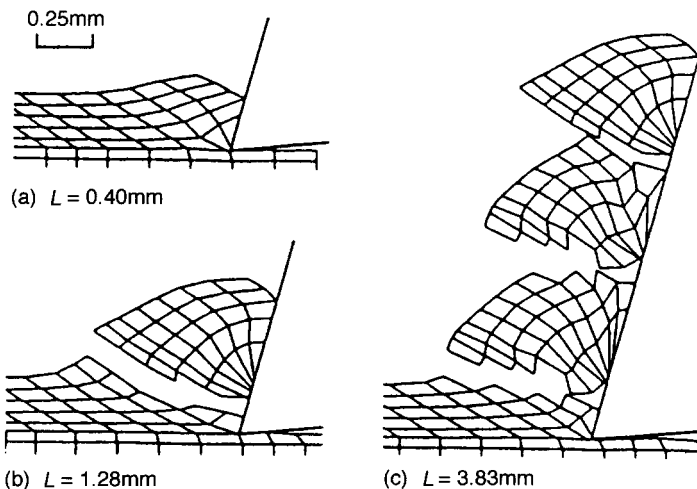 0.25mm
(a) L = 0.40mm
(b) L = 1.28mm
(c) L = 3.83mm